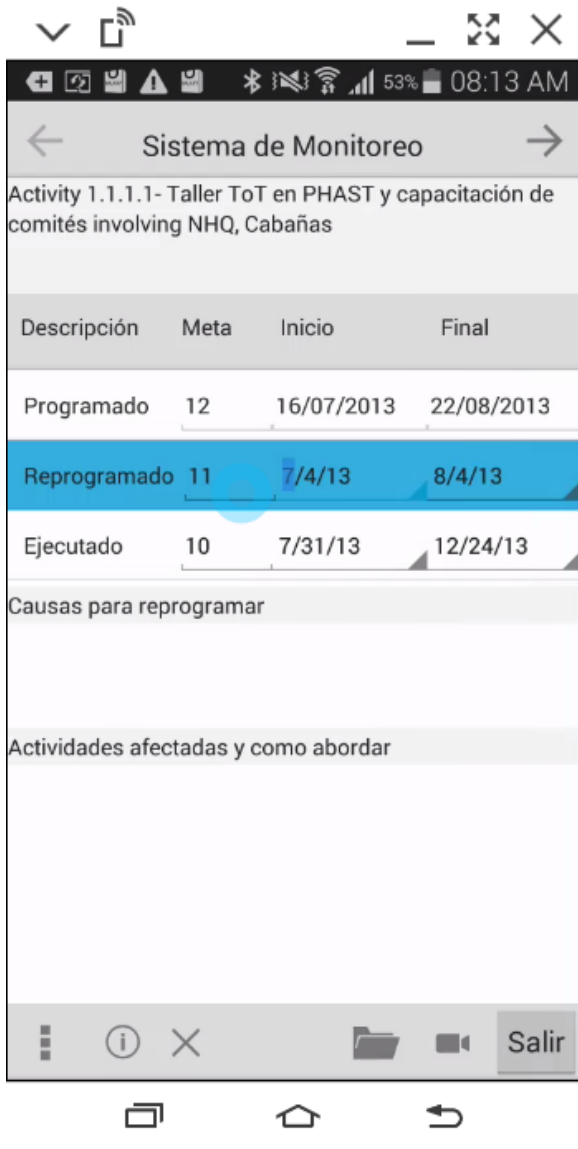 53% 08:13 AM
Sistema de Monitoreo
Activity 1.1.1.1- Taller ToT en PHAST y capacitación de
comités involving NHQ, Cabañas
Descripción Meta Inicio Final
Programado 12 16/07/2013 22/08/2013
Reprogramado 11 7/4/13 8/4/13
Ejecutado 10 7/31/13 12/24/13
Causas para reprogramar
Actividades afectadas y como abordar
Salir